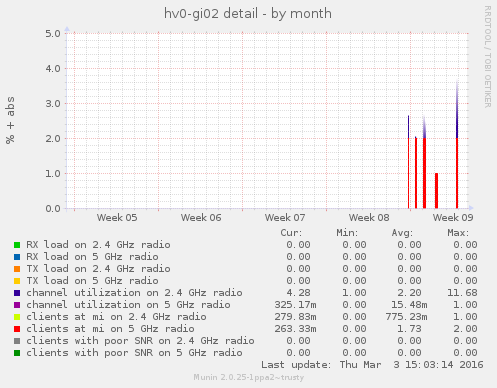 hv0-gi02 detail - by month
RRDTOOL / TOBI OETIKER
% + abs
5.0
4.0
3.0
2.0
1.0
0.0
Week 05 Week 06 Week 07 Week 08 Week 09
Cur: Min: Avg: Max:
RX load on 2.4 GHz radio 0.00 0.00 0.00 0.00
RX load on 5 GHz radio 0.00 0.00 0.00 0.00
TX load on 2.4 GHz radio 0.00 0.00 0.00 0.00
TX load on 5 GHz radio 0.00 0.00 0.00 0.00
channel utilization on 2.4 GHz radio 4.28 1.00 2.20 11.68
channel utilization on 5 GHz radio 325.17m 0.00 15.48m 1.00
clients at mi on 2.4 GHz radio 279.83m 0.00 775.23m 1.00
clients at mi on 5 GHz radio 263.33m 0.00 1.73 2.00
clients with poor SNR on 2.4 GHz radio 0.00 0.00 0.00 0.00
clients with poor SNR on 5 GHz radio 0.00 0.00 0.00 0.00
Last update: Thu Mar 3 15:03:14 2016
Munin 2.0.25-1ppa2~trusty